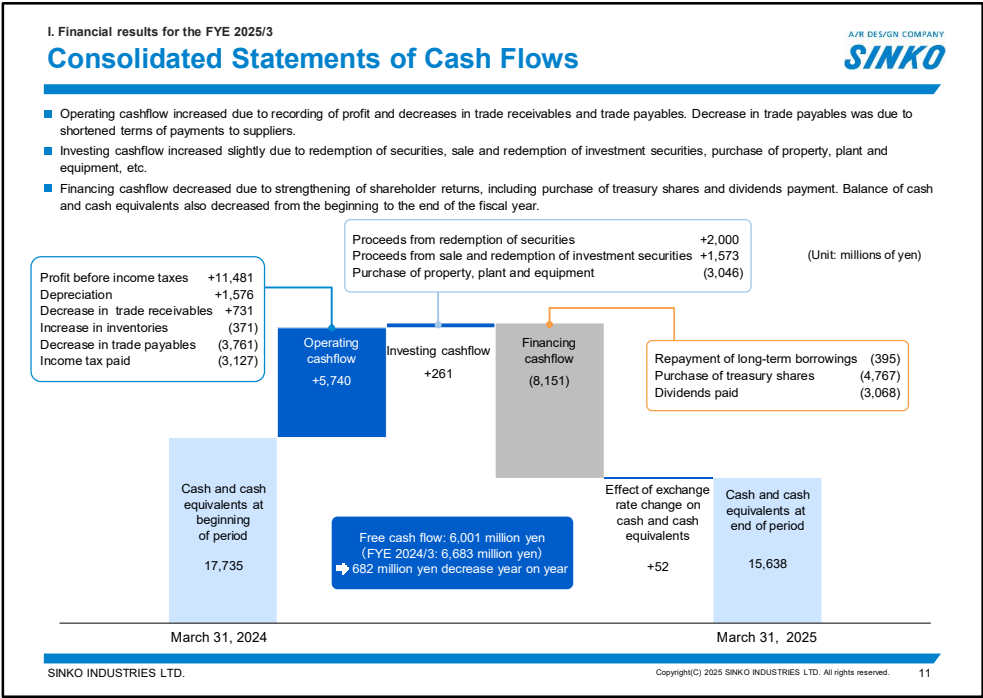 I. Financial results for the FYE 2025/3
Consolidated Statements of Cash Flows
A/R DESIGN COMPANY
SINKO
Operating cashflow increased due to recording of profit and decreases in trade receivables and trade payables. Decrease in trade payables was due to
shortened terms of payments to suppliers.
Investing cashflow increased slightly due to redemption of securities, sale and redemption of investment securities, purchase of property, plant and
equipment, etc.
Financing cashflow decreased due to strengthening of shareholder returns, including purchase of treasury shares and dividends payment. Balance of cash
and cash equivalents also decreased from the beginning to the end of the fiscal year.
Proceeds from redemption of securities +2,000
Proceeds from sale and redemption of investment securities +1,573
Purchase of property, plant and equipment (3,046)
(Unit: millions of yen)
Profit before income taxes +11,481
Depreciation +1,576
Decrease in trade receivables +731
Increase in inventories (371)
Decrease in trade payables (3,761)
Income tax paid (3,127)
Operating
cashflow
+5,740
Investing cashflow
+261
Financing
cashflow
(8,151)
Repayment of long-term borrowings (395)
Purchase of treasury shares (4,767)
Dividends paid (3,068)
Cash and cash
equivalents at
beginning
of period
17,735
Free cash flow: 6,001 million yen
(FYE 2024/3: 6,683 million yen)
682 million yen decrease year on year
Effect of exchange
rate change on
cash and cash
equivalents
+52
Cash and cash
equivalents at
end of period
15,638
March 31, 2024
March 31, 2025
SINKO INDUSTRIES LTD.
Copyright(C) 2025 SINKO INDUSTRIES LTD. All rights reserved.
11